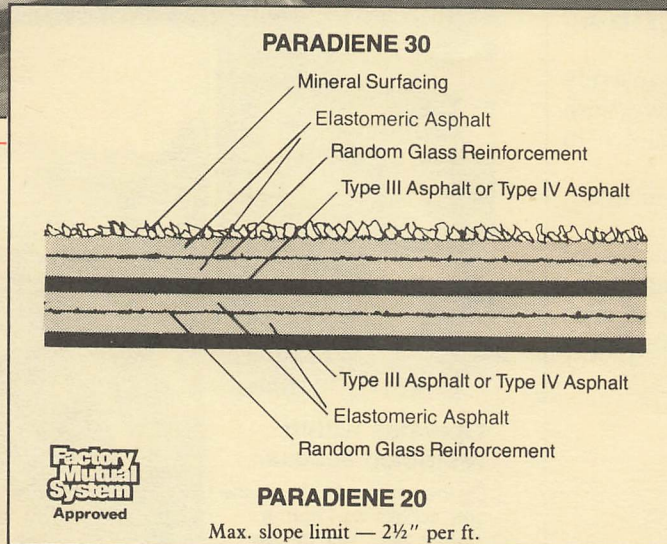 PARADIENE 30
Mineral Surfacing
Elastomeric Asphalt
Random Glass Reinforcement
Type III Asphalt or Type IV Asphalt
Type III Asphalt or Type IV Asphalt
Elastomeric Asphalt
Random Glass Reinforcement
Factory
Mutual
System
Approved
PARADIENE 20
Max. slope limit — 2½" per ft.